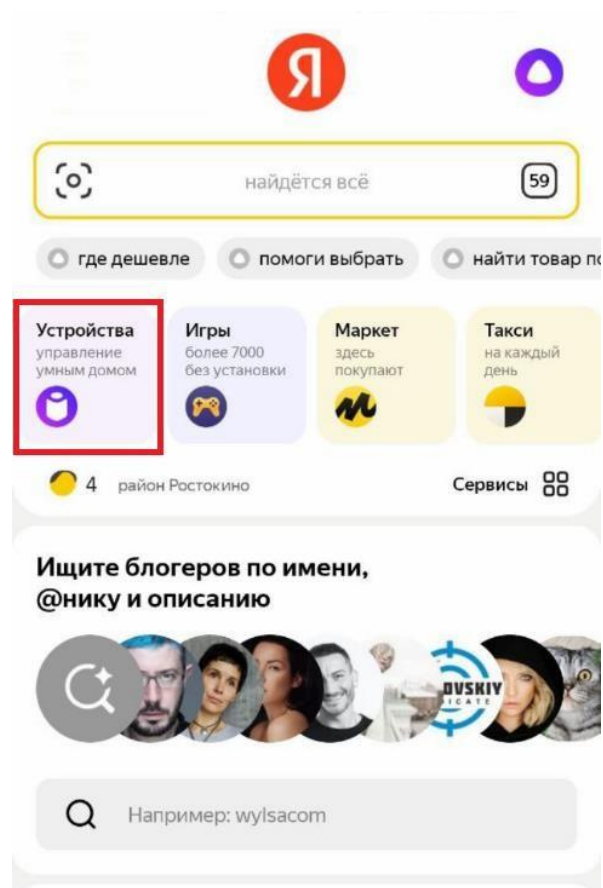 Я
найдётся всё
59
где дешевле
помоги выбрать
найти товар по
Устройства
управление
умным домом
Игры
более 7000
без установки
Маркет
здесь
покупают
Такси
на каждый
день
4 район Ростокино
Сервисы
Ищите блогеров по имени,
@нику и описанию
OVSKIY
ICATE
Например: wylsacom